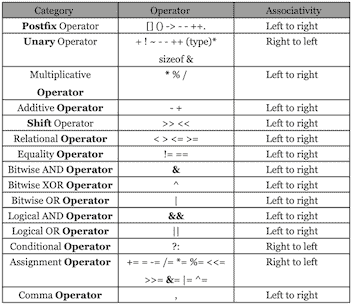 Category Operator Associativity
Postfix Operator [] () -> - - ++. Left to right
Unary Operator + ! ~ - - ++ (type)* Right to left
sizeof &
Multiplicative * % / Left to right
Operator
Additive Operator - + Left to right
Shift Operator >> << Left to right
Relational Operator < > <= >= Left to right
Equality Operator != == Left to right
Bitwise AND Operator & Left to right
Bitwise XOR Operator ^ Left to right
Bitwise OR Operator | Left to right
Logical AND Operator && Left to right
Logical OR Operator || Left to right
Conditional Operator ?: Right to left
Assignment Operator += = -= /= *= %= <<= Right to left
>>= &= |= ^=
Comma Operator , Left to right